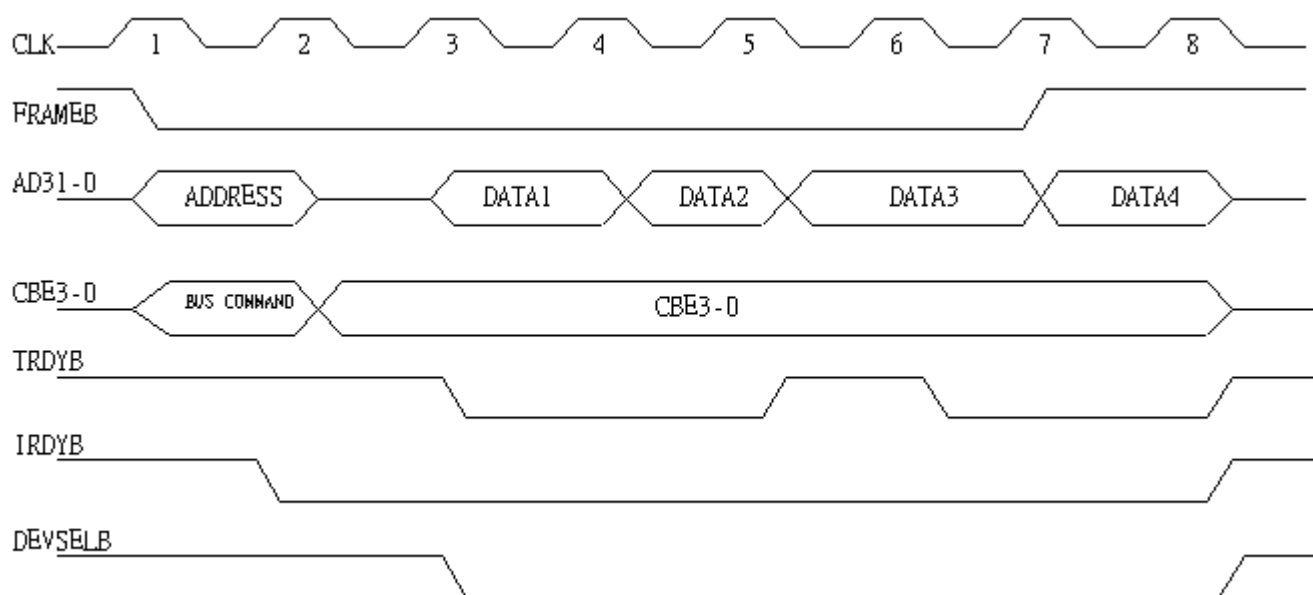 CLK 1 2 3 4 5 6 7 8
FRAMEB
AD31-0 ADDRESS DATA1 DATA2 DATA3 DATA4
CBE3-0 BUS COMMAND CBE3-0
TRDYB
IRDYB
DEVSELB